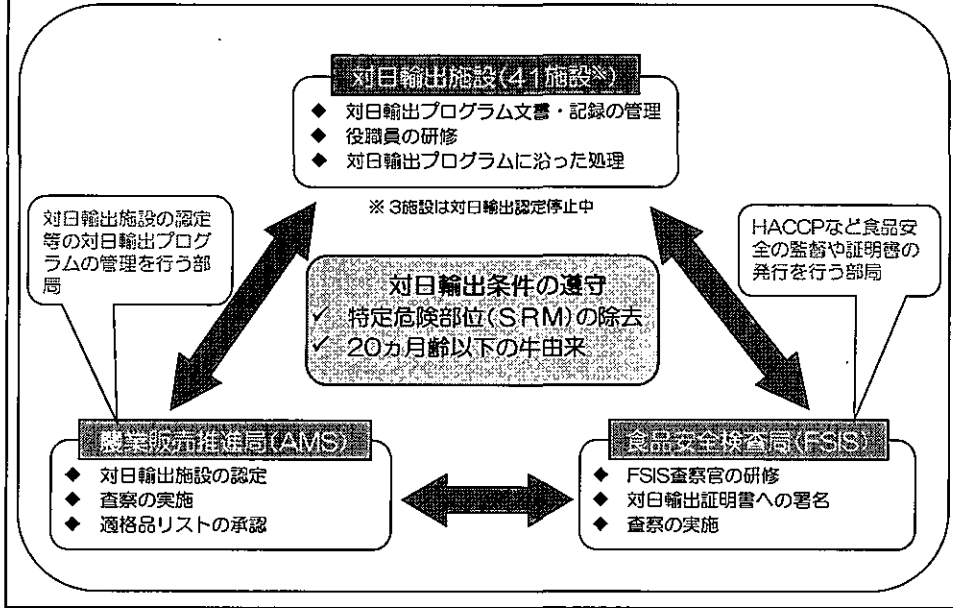 対日輸出施設(41施設※)
◆ 対日輸出プログラム文書・記録の管理
◆ 役職員の研修
◆ 対日輸出プログラムに沿った処理
※ 3施設は対日輸出認定停止中
対日輸出施設の認定
等の対日輸出プログ
ラムの管理を行う部
局
HACCPなど食品安
全の監督や証明書の
発行を行う部局
対日輸出条件の遵守
✓ 特定危険部位(SRM)の除去
✓ 20ヵ月齢以下の牛由来
農業販売推進局(AMS)
◆ 対日輸出施設の認定
◆ 査察の実施
◆ 適格品リストの承認
食品安全検査局(FSIS)
◆ FSIS査察官の研修
◆ 対日輸出証明書への署名
◆ 査察の実施